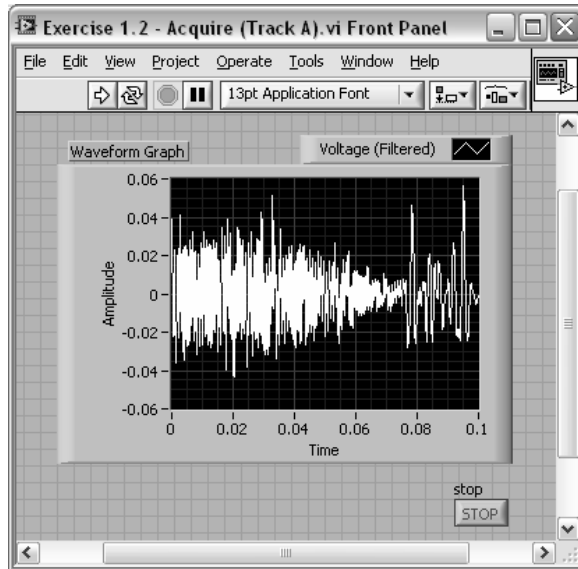 Exercise 1.2 - Acquire (Track A).vi Front Panel
File Edit View Project Operate Tools Window Help
13pt Application Font
Waveform Graph
Voltage (Filtered)
0.06
0.04
0.02
0
-0.02
-0.04
-0.06
Amplitude
0 0.02 0.04 0.06 0.08 0.1
Time
stop
STOP